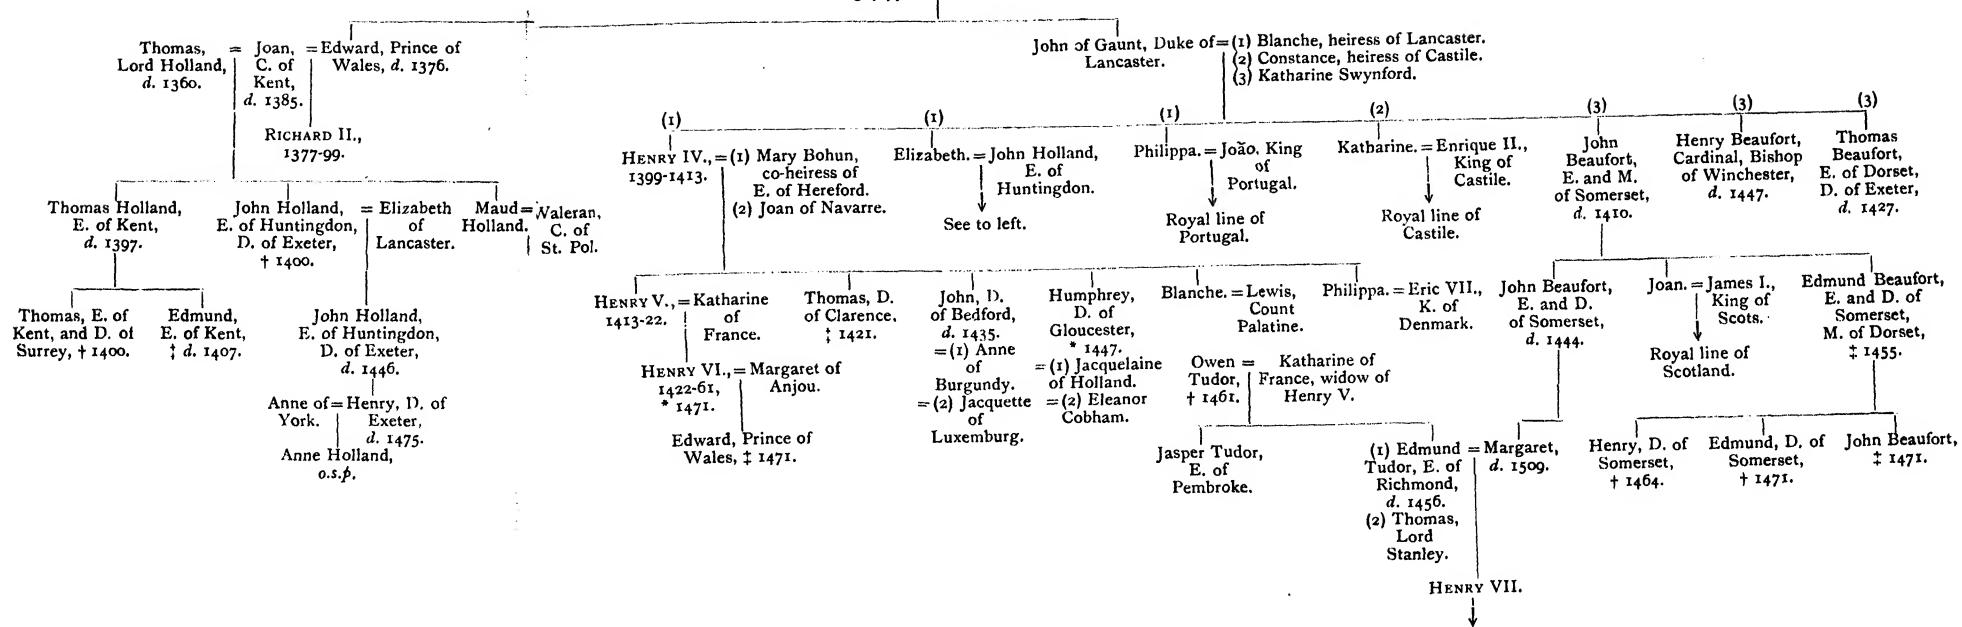 Thomas,
Lord Holland,
d. 1360.
=
Joan,
C. of
Kent,
d. 1385.
= Edward, Prince of
Wales, d. 1376.
RICHARD II.,
1377-99.
John of Gaunt, Duke of
Lancaster.
= (1) Blanche, heiress of Lancaster.
(2) Constance, heiress of Castile.
(3) Katharine Swynford.
(1)
(1)
(1)
(2)
(3)
(3)
(3)
HENRY IV.,
1399-1413.
= (1) Mary Bohun,
co-heiress of
E. of Hereford.
(2) Joan of Navarre.
Elizabeth. = John Holland,
E. of
Huntingdon.
See to left.
Philippa. = João, King
of
Portugal.
Royal line of
Portugal.
Katharine. = Enrique II.,
King of
Castile.
Royal line of
Castile.
John
Beaufort,
E. and M.
of Somerset,
d. 1410.
Henry Beaufort,
Cardinal, Bishop
of Winchester,
d. 1447.
Thomas
Beaufort,
E. of Dorset,
D. of Exeter,
d. 1427.
Thomas Holland,
E. of Kent,
d. 1397.
John Holland,
E. of Huntingdon,
D. of Exeter,
† 1400.
= Elizabeth
of
Lancaster.
Maud
Holland.
= Waleran,
C. of
St. Pol.
Thomas, E. of
Kent, and D. of
Surrey, † 1400.
Edmund,
E. of Kent,
‡ d. 1407.
John Holland,
E. of Huntingdon,
D. of Exeter,
d. 1446.
Anne of
York.
= Henry, D. of
Exeter,
d. 1475.
Anne Holland,
o.s.p.
HENRY V.,
1413-22.
= Katharine
of
France.
Thomas, D.
of Clarence,
‡ 1421.
John, D.
of Bedford,
d. 1435.
= (1) Anne
of
Burgundy.
= (2) Jacquette
of
Luxemburg.
Humphrey,
D. of
Gloucester,
* 1447.
= (1) Jacquelaine
of Holland.
= (2) Eleanor
Cobham.
Blanche. = Lewis,
Count
Palatine.
Philippa. = Eric VII.,
K. of
Denmark.
John Beaufort,
E. and D.
of Somerset,
d. 1444.
Joan. = James I.,
King of
Scots.
Royal line of
Scotland.
Edmund Beaufort,
E. and D. of
Somerset,
M. of Dorset,
‡ 1455.
HENRY VI.,
1422-61,
* 1471.
= Margaret of
Anjou.
Edward, Prince of
Wales, ‡ 1471.
Owen
Tudor,
† 1461.
= Katharine of
France, widow of
Henry V.
Jasper Tudor,
E. of
Pembroke.
(1) Edmund
Tudor, E. of
Richmond,
d. 1456.
(2) Thomas,
Lord
Stanley.
= Margaret,
d. 1509.
Henry, D. of
Somerset,
† 1464.
Edmund, D. of
Somerset,
† 1471.
John Beaufort,
‡ 1471.
HENRY VII.